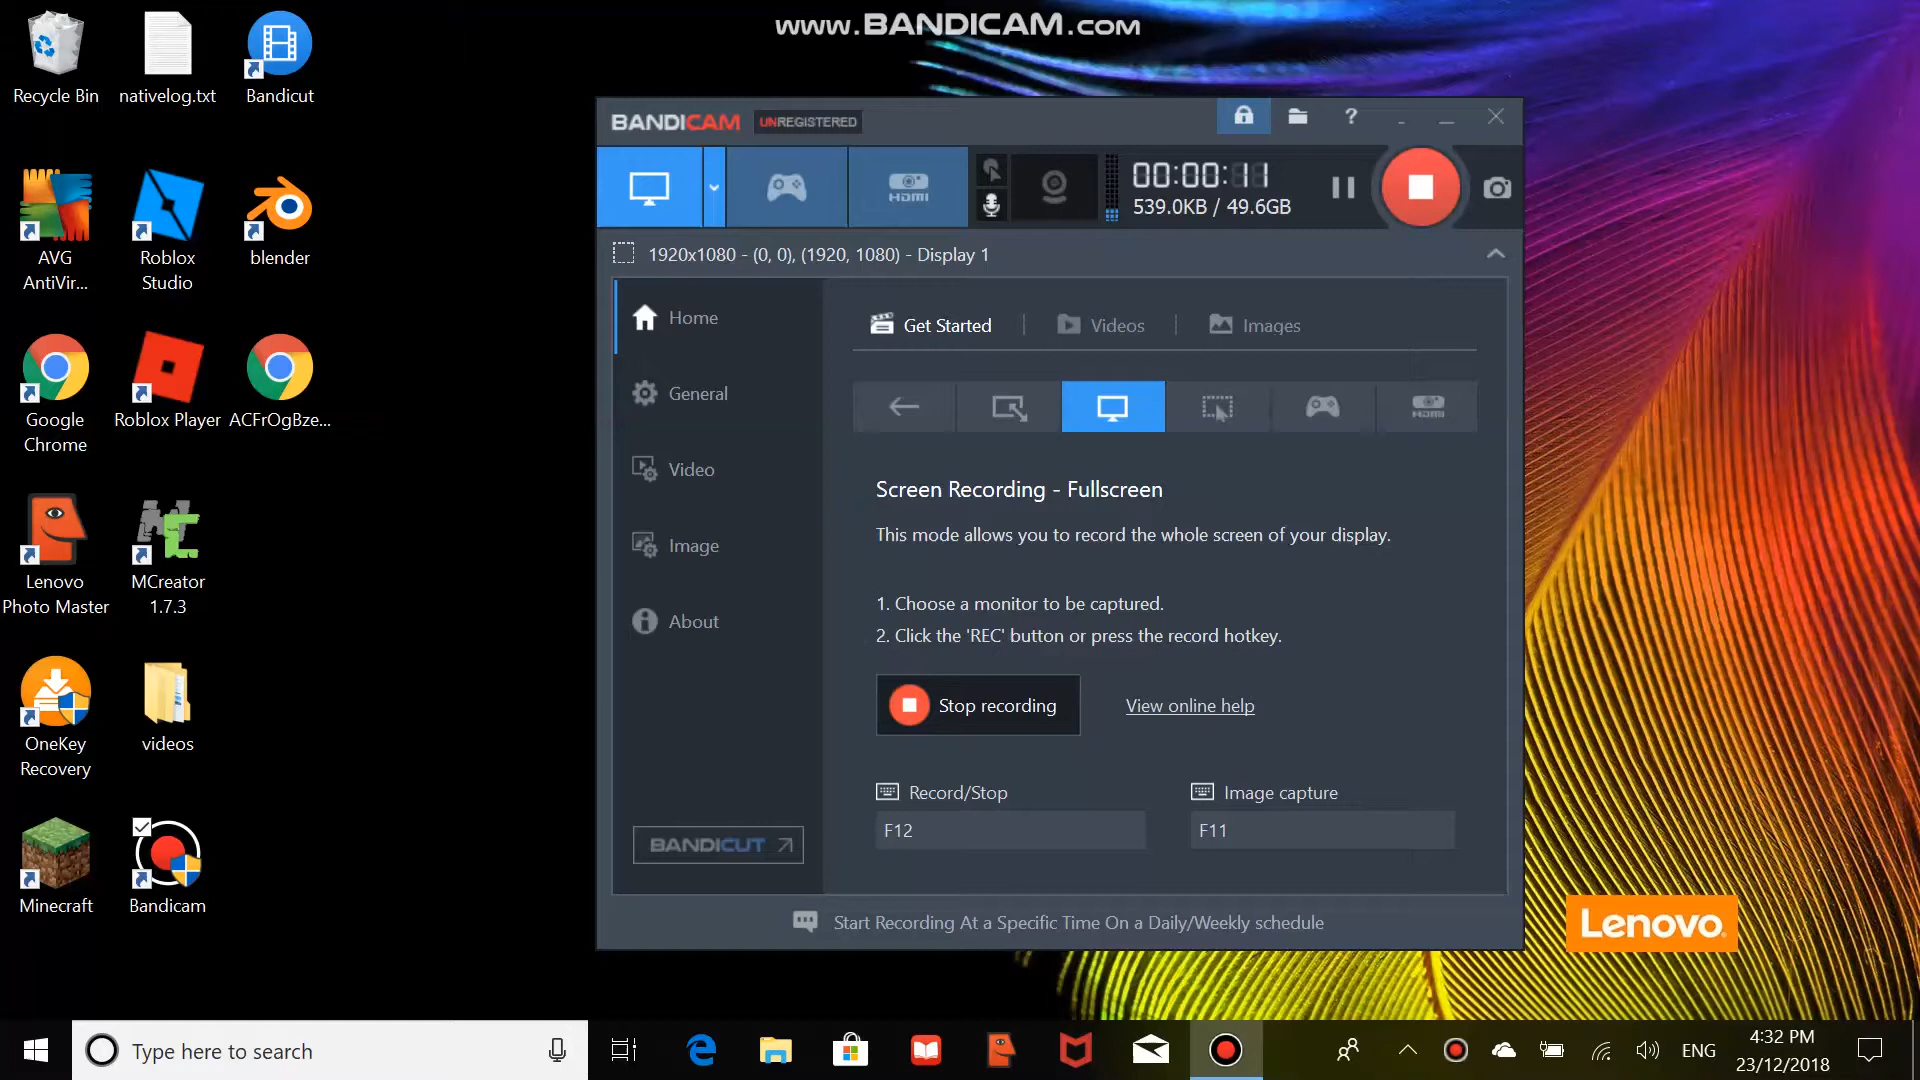 www.BANDICAM.com
Recycle Bin
nativelog.txt
Bandicut
AVG
AntiVir...
Roblox
Studio
blender
Google
Chrome
Roblox Player
ACFrOgBze...
Lenovo
Photo Master
MCreator
1.7.3
OneKey
Recovery
videos
Minecraft
Bandicam
BANDICAM UNREGISTERED
?
HDMI
00:00:11
539.0KB / 49.6GB
1920x1080 - (0, 0), (1920, 1080) - Display 1
Home
General
Video
Image
About
BANDICUT
Get Started
Videos
Images
HDMI
Screen Recording - Fullscreen
This mode allows you to record the whole screen of your display.
1. Choose a monitor to be captured.
2. Click the 'REC' button or press the record hotkey.
Stop recording
View online help
Record/Stop
Image capture
F12
F11
Start Recording At a Specific Time On a Daily/Weekly schedule
Lenovo
Type here to search
ENG
4:32 PM
23/12/2018